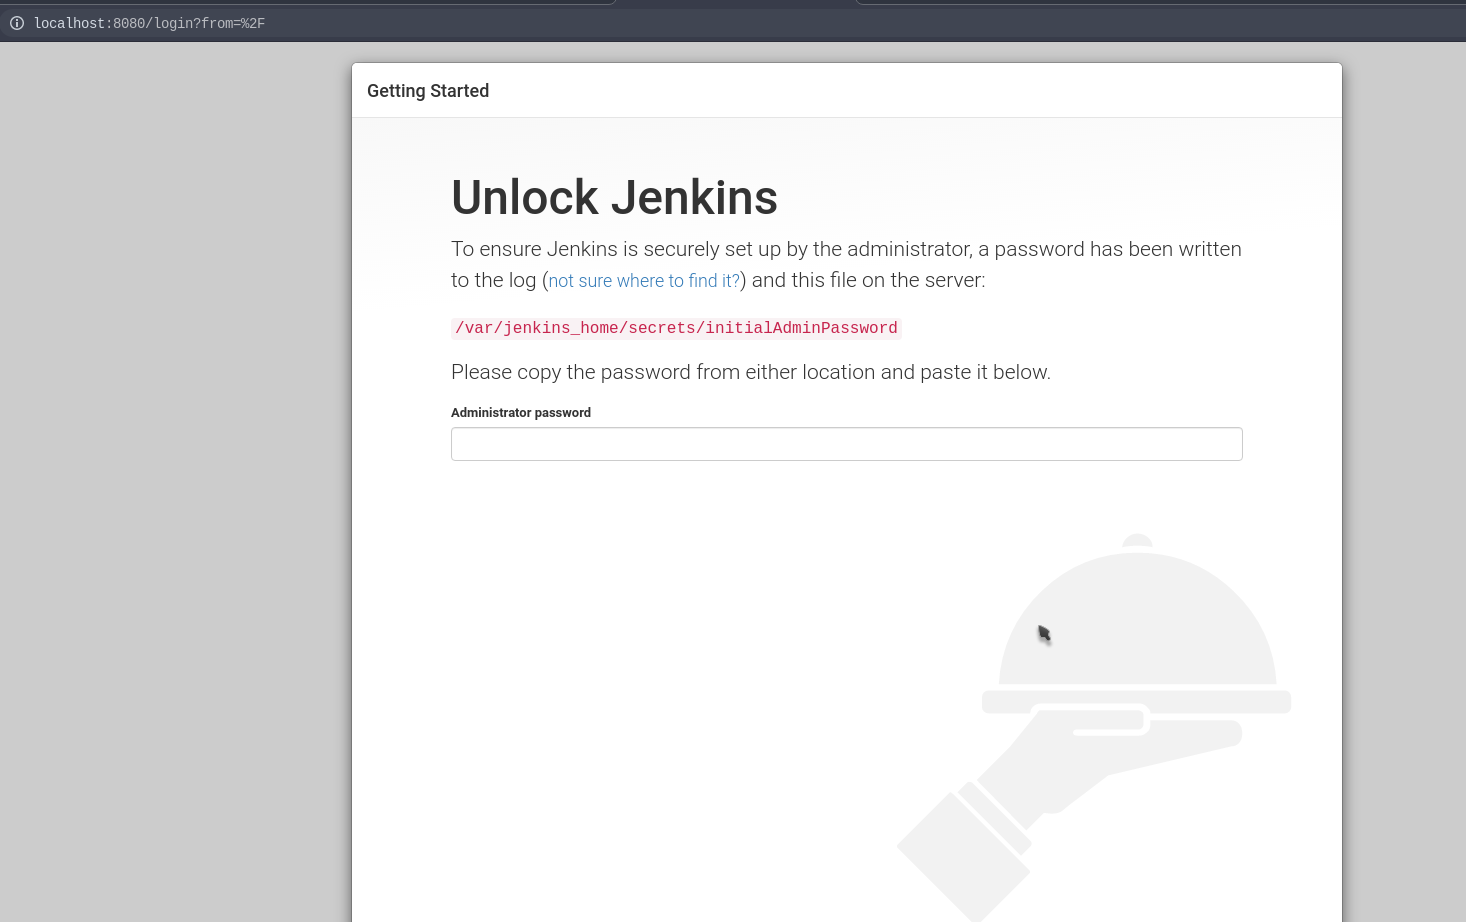 localhost:8080/login?from=%2F
Getting Started
Unlock Jenkins
To ensure Jenkins is securely set up by the administrator, a password has been written
to the log (not sure where to find it?) and this file on the server:
/var/jenkins_home/secrets/initialAdminPassword
Please copy the password from either location and paste it below.
Administrator password